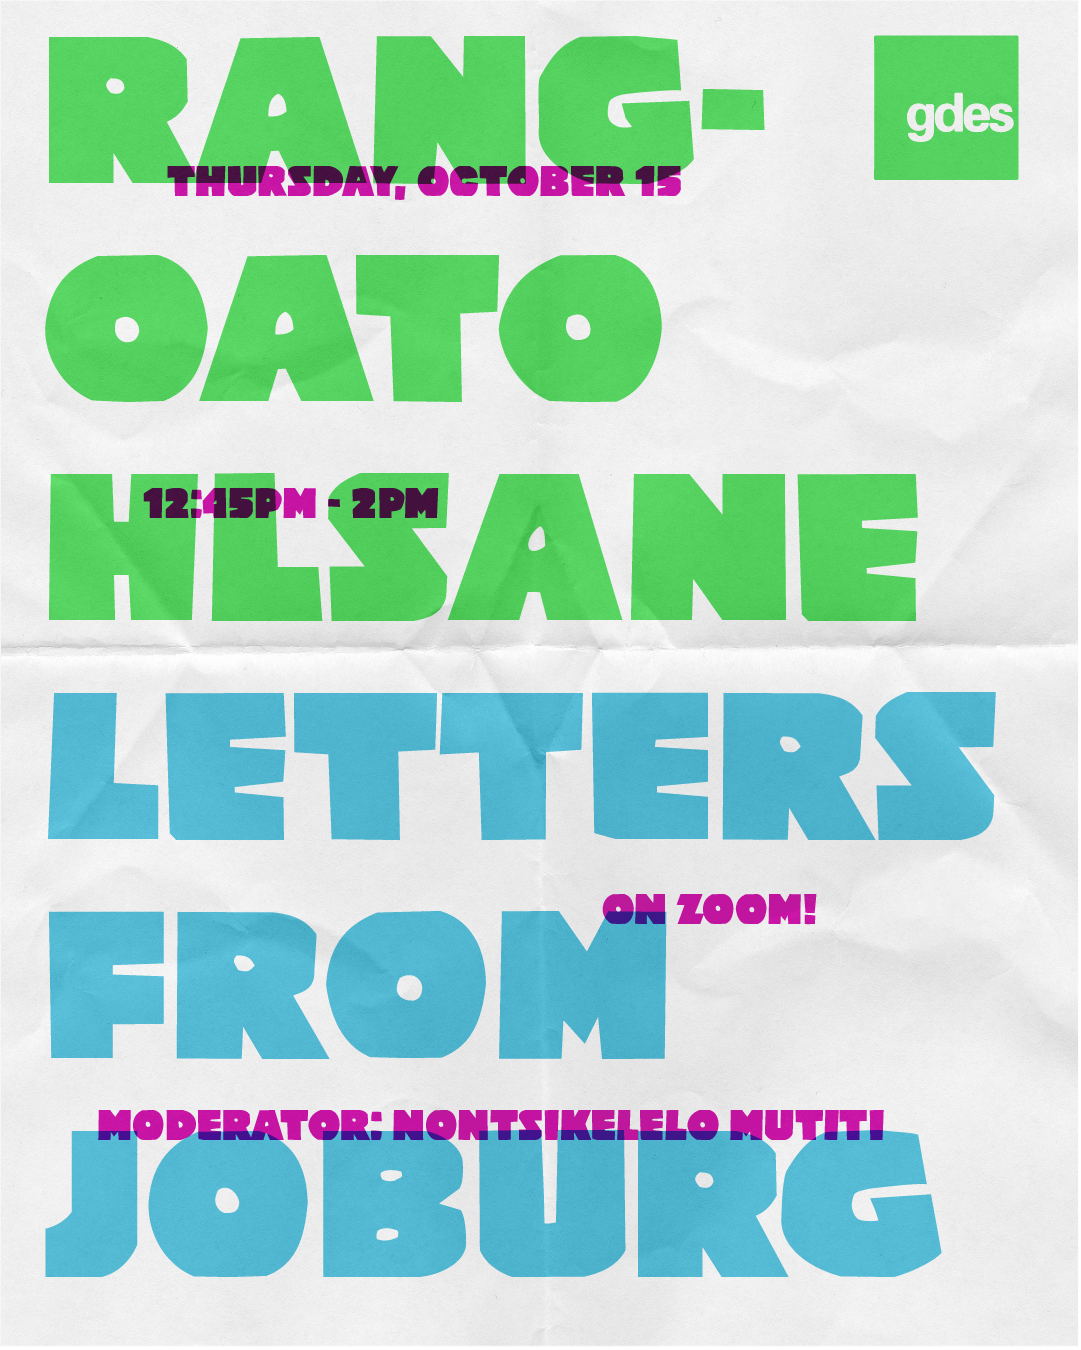 RANG-
gdes
THURSDAY, OCTOBER 15
OATO
HLSANE
12:45PM - 2PM
LETTERS
ON ZOOM!
FROM
MODERATOR: NONTSIKELELO MUTITI
JOBURG